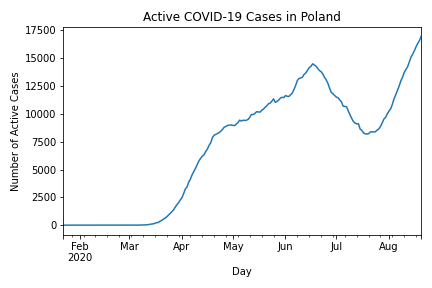 Active COVID-19 Cases in Poland
17500
15000
12500
10000
7500
5000
2500
0
Number of Active Cases
Feb Mar Apr May Jun Jul Aug
2020
Day